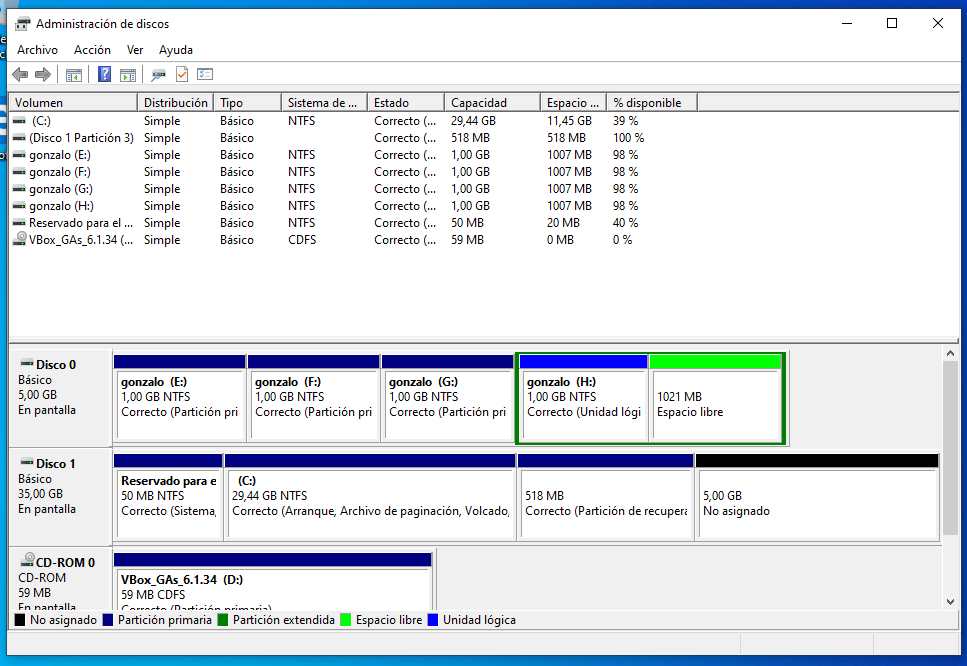 Administración de discos
Archivo Acción Ver Ayuda
Volumen Distribución Tipo Sistema de ... Estado Capacidad Espacio ... % disponible
(C:) Simple Básico NTFS Correcto (... 29,44 GB 11,45 GB 39 %
(Disco 1 Partición 3) Simple Básico Correcto (... 518 MB 518 MB 100 %
gonzalo (E:) Simple Básico NTFS Correcto (... 1,00 GB 1007 MB 98 %
gonzalo (F:) Simple Básico NTFS Correcto (... 1,00 GB 1007 MB 98 %
gonzalo (G:) Simple Básico NTFS Correcto (... 1,00 GB 1007 MB 98 %
gonzalo (H:) Simple Básico NTFS Correcto (... 1,00 GB 1007 MB 98 %
Reservado para el ... Simple Básico NTFS Correcto (... 50 MB 20 MB 40 %
VBox_GAs_6.1.34 (... Simple Básico CDFS Correcto (... 59 MB 0 MB 0 %
Disco 0
Básico
5,00 GB
En pantalla
gonzalo (E:)
1,00 GB NTFS
Correcto (Partición pri
gonzalo (F:)
1,00 GB NTFS
Correcto (Partición pri
gonzalo (G:)
1,00 GB NTFS
Correcto (Partición pri
gonzalo (H:)
1,00 GB NTFS
Correcto (Unidad lógi
1021 MB
Espacio libre
Disco 1
Básico
35,00 GB
En pantalla
Reservado para e
50 MB NTFS
Correcto (Sistema,
(C:)
29,44 GB NTFS
Correcto (Arranque, Archivo de paginación, Volcado,
518 MB
Correcto (Partición de recupera
5,00 GB
No asignado
CD-ROM 0
CD-ROM
59 MB
En pantalla
VBox_GAs_6.1.34 (D:)
59 MB CDFS
Correcto (Partición primaria)
No asignado Partición primaria Partición extendida Espacio libre Unidad lógica